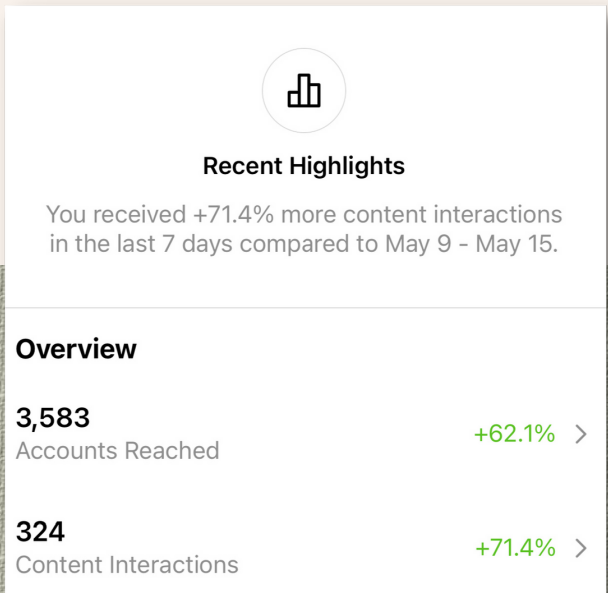 Recent Highlights
You received +71.4% more content interactions
in the last 7 days compared to May 9 - May 15.
Overview
3,583
Accounts Reached
+62.1%
324
Content Interactions
+71.4%